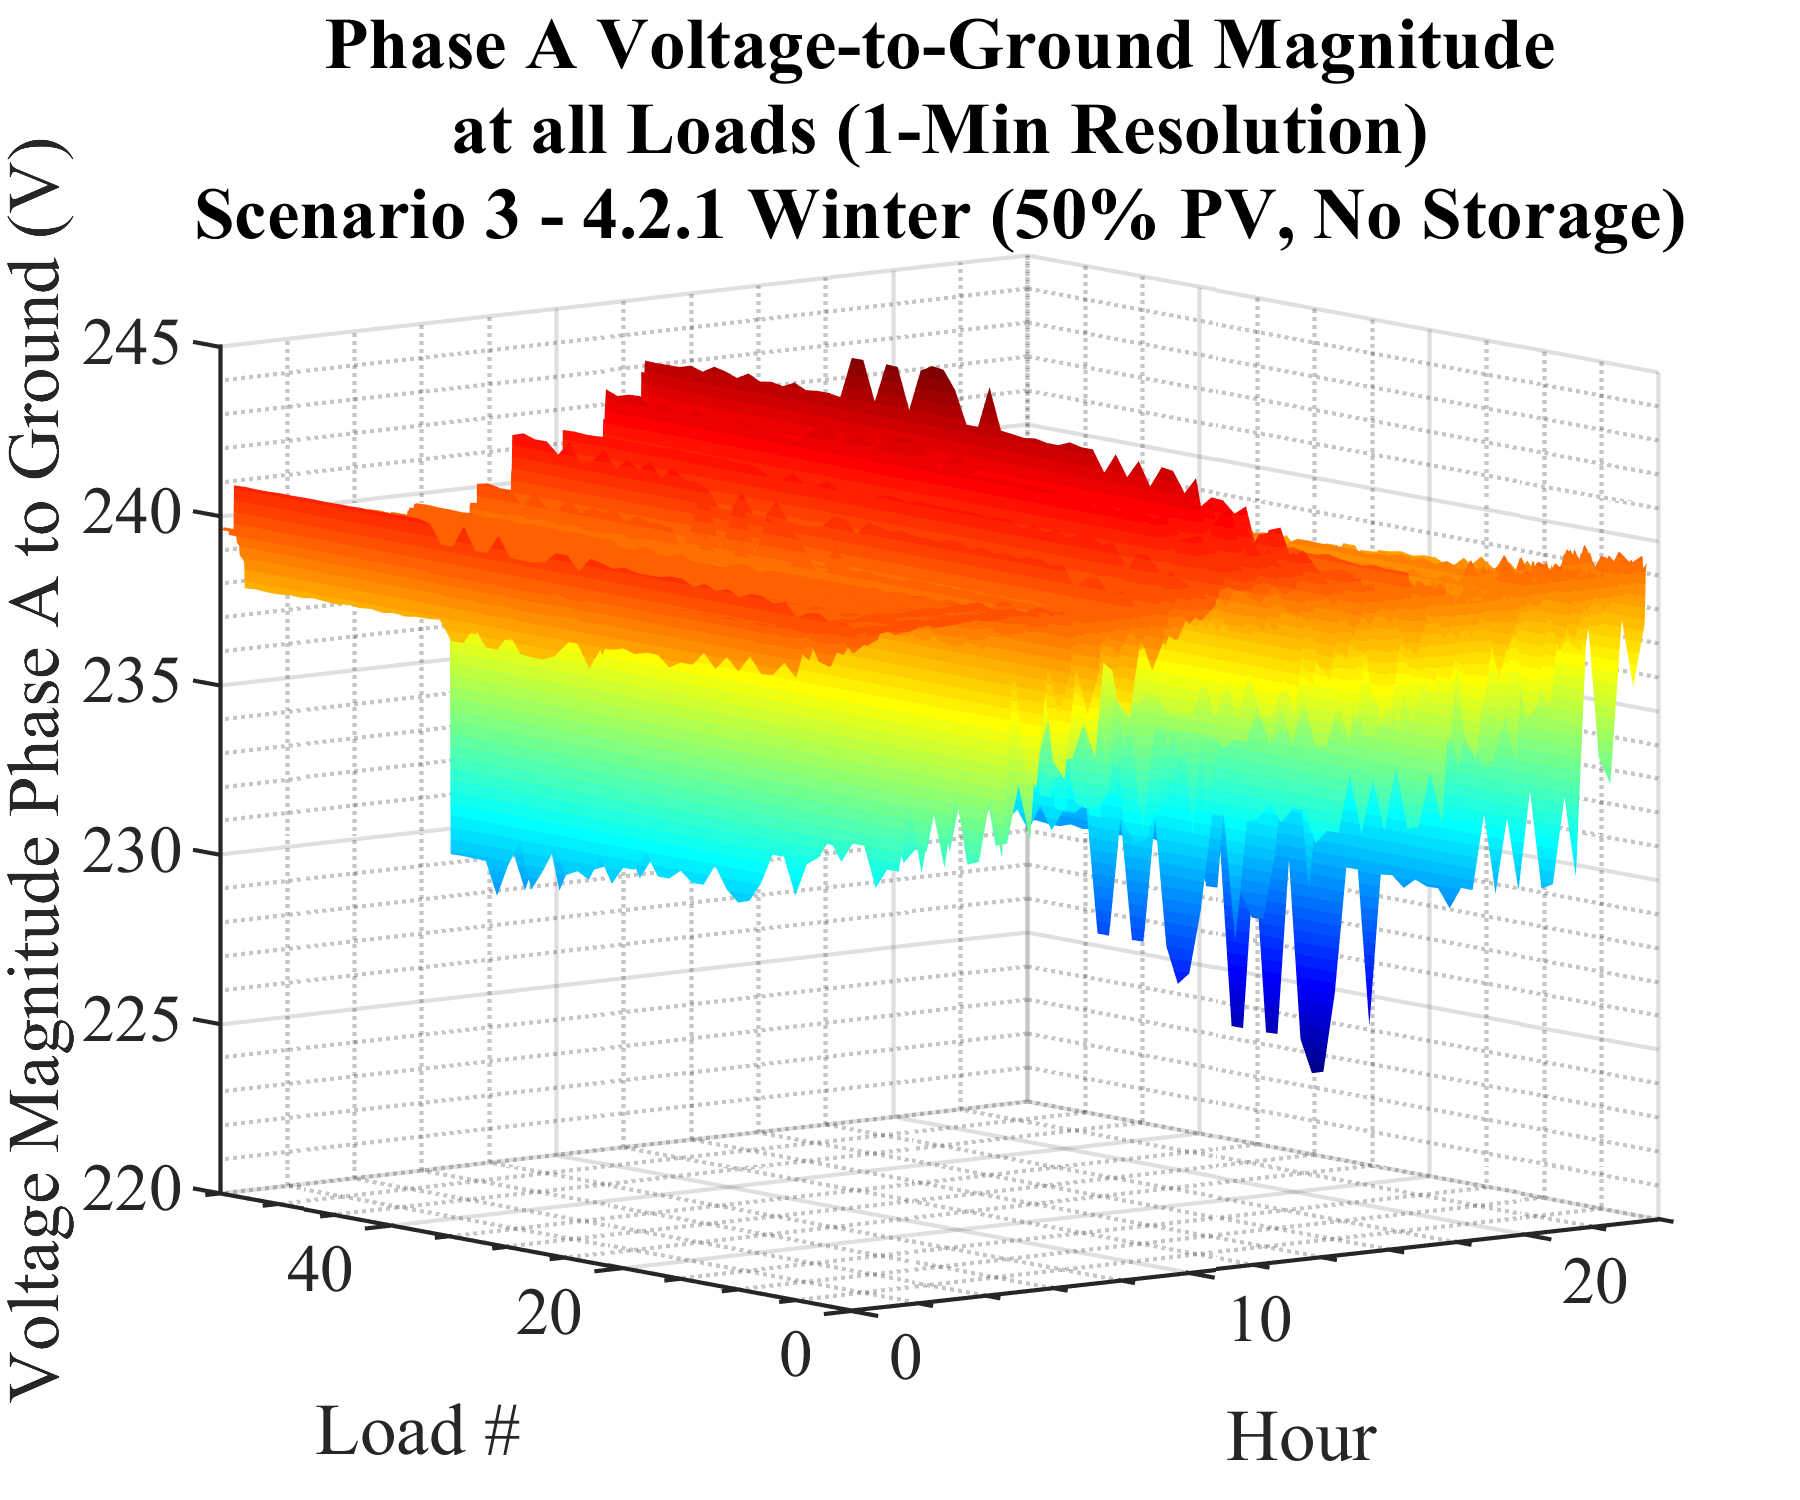 Phase A Voltage-to-Ground Magnitude
at all Loads (1-Min Resolution)
Scenario 3 - 4.2.1 Winter (50% PV, No Storage)
Voltage Magnitude Phase A to Ground (V)
245
240
235
230
225
220
40
20
0
0
10
20
Load #
Hour